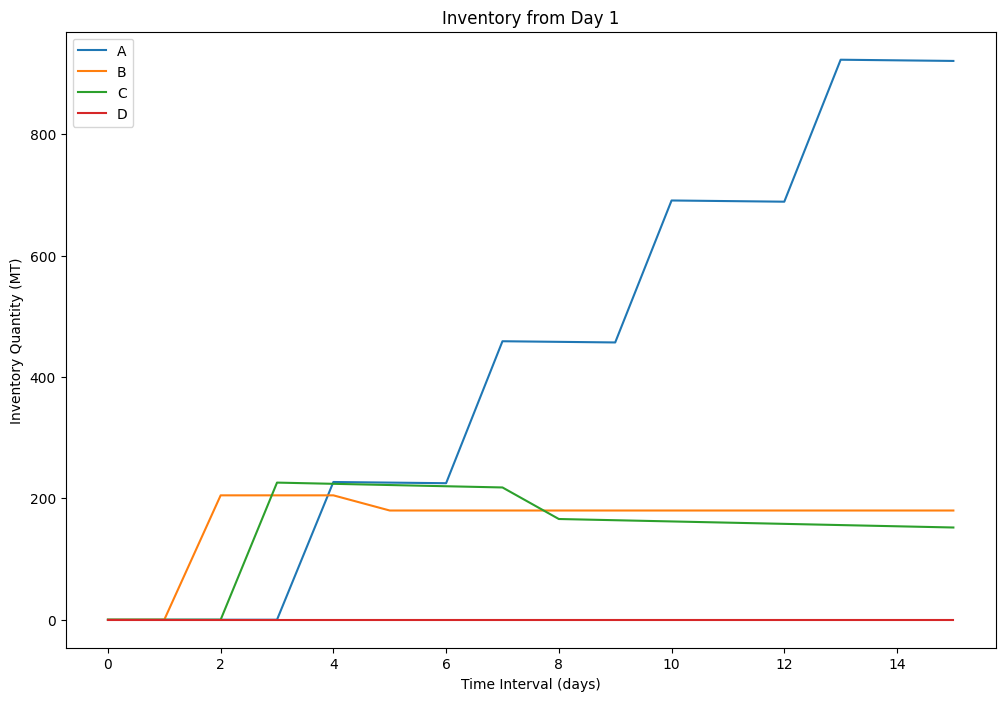 Inventory from Day 1
A
B
C
D
Inventory Quantity (MT)
800
600
400
200
0
0 2 4 6 8 10 12 14
Time Interval (days)